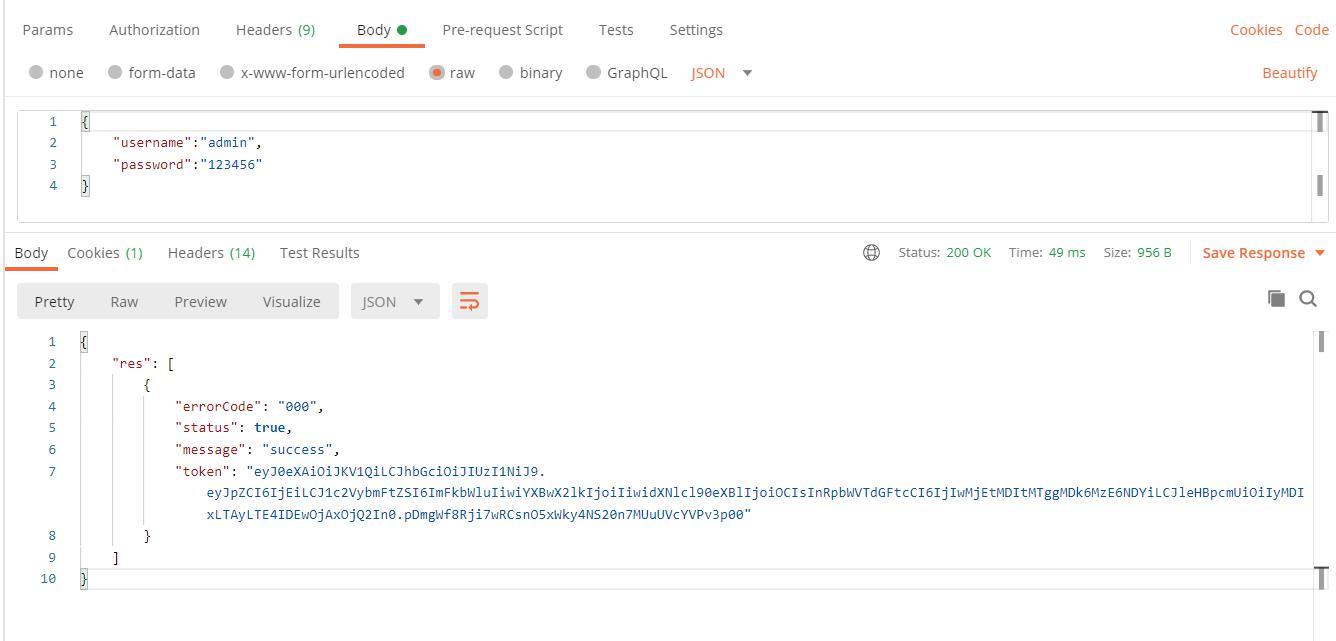 Params Authorization Headers (9) Body Pre-request Script Tests Settings Cookies Code
none form-data x-www-form-urlencoded raw binary GraphQL JSON Beautify
1 {
2 "username":"admin",
3 "password":"123456"
4 }
Body Cookies (1) Headers (14) Test Results Status: 200 OK Time: 49 ms Size: 956 B Save Response
Pretty Raw Preview Visualize JSON
1 {
2 "res": [
3 {
4 "errorCode": "000",
5 "status": true,
6 "message": "success",
7 "token": "eyJ0eXAiOiJKV1QiLCJhbGciOiJIUzI1NiJ9.
eyJpZCI6IjEiLCJ1c2VybmFtZSI6ImFkbWluIiwiYXBwX2lkIjoiIiwidXNlcl90eXBlIjoiOCIsInRpbWVTdGFtcCI6IjIwMjEtMDItMTggMDk6MzE6NDYiLCJleHBpcmUiOiIyMDI
xLTAyLTE4IDEwOjAxOjQ2In0.pDmgWf8Rji7wRCsnO5xWky4NS20n7MUuUVcYVPv3p00"
8 }
9 ]
10 }